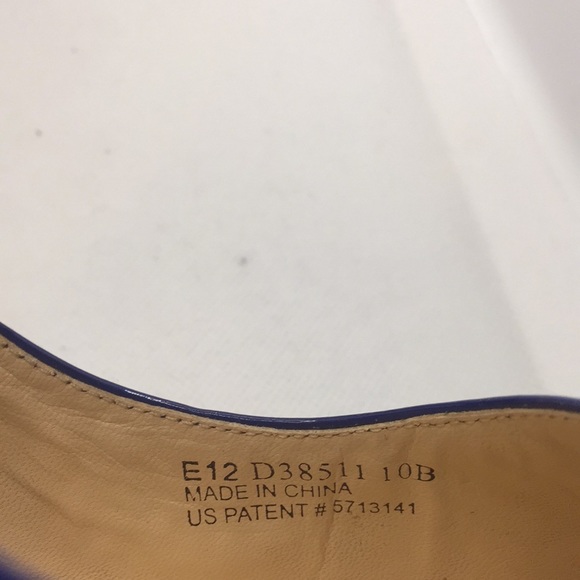 E12 D38511 10B
MADE IN CHINA
US PATENT # 5713141